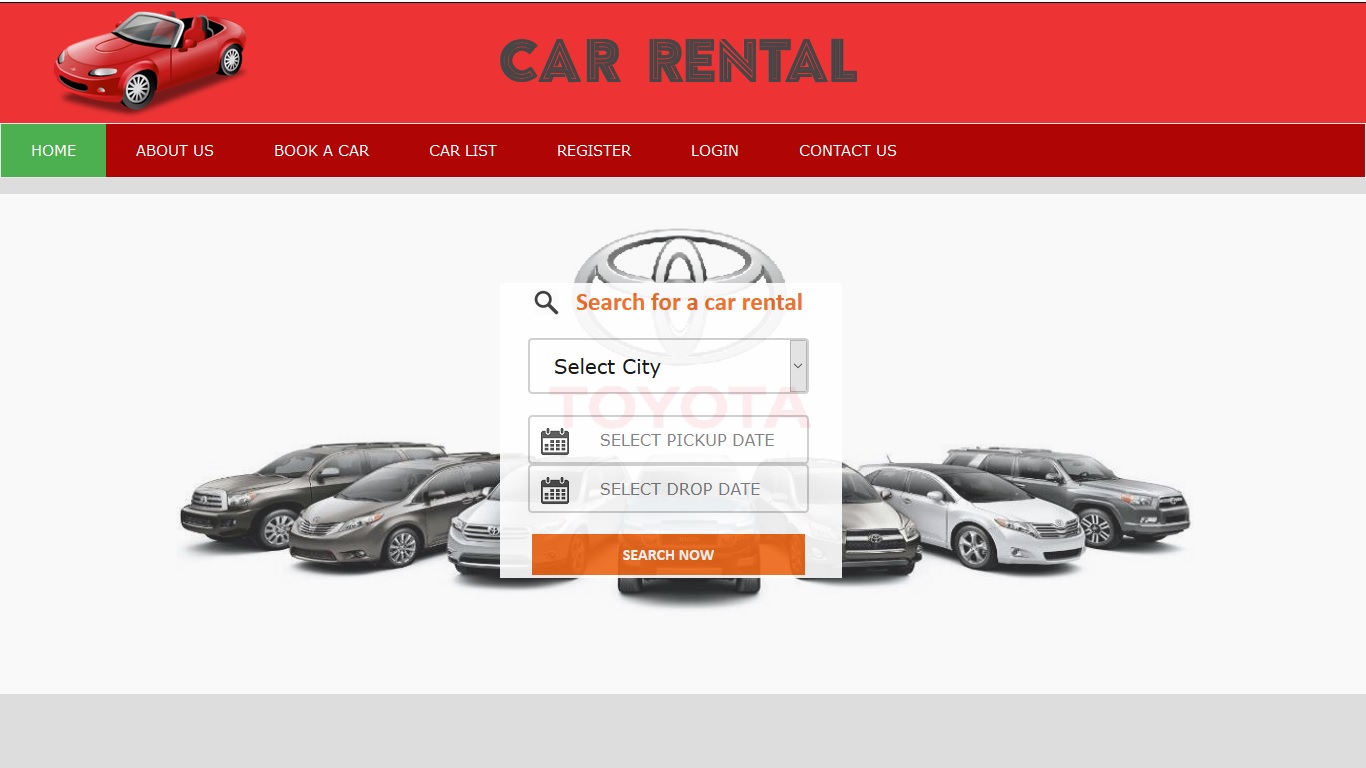 CAR RENTAL
HOME ABOUT US BOOK A CAR CAR LIST REGISTER LOGIN CONTACT US
Search for a car rental
Select City
TOYOTA
SELECT PICKUP DATE
SELECT DROP DATE
SEARCH NOW